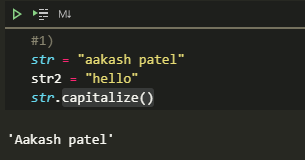 M↓
#1)
str = "aakash patel"
str2 = "hello"
str.capitalize()
'Aakash patel'